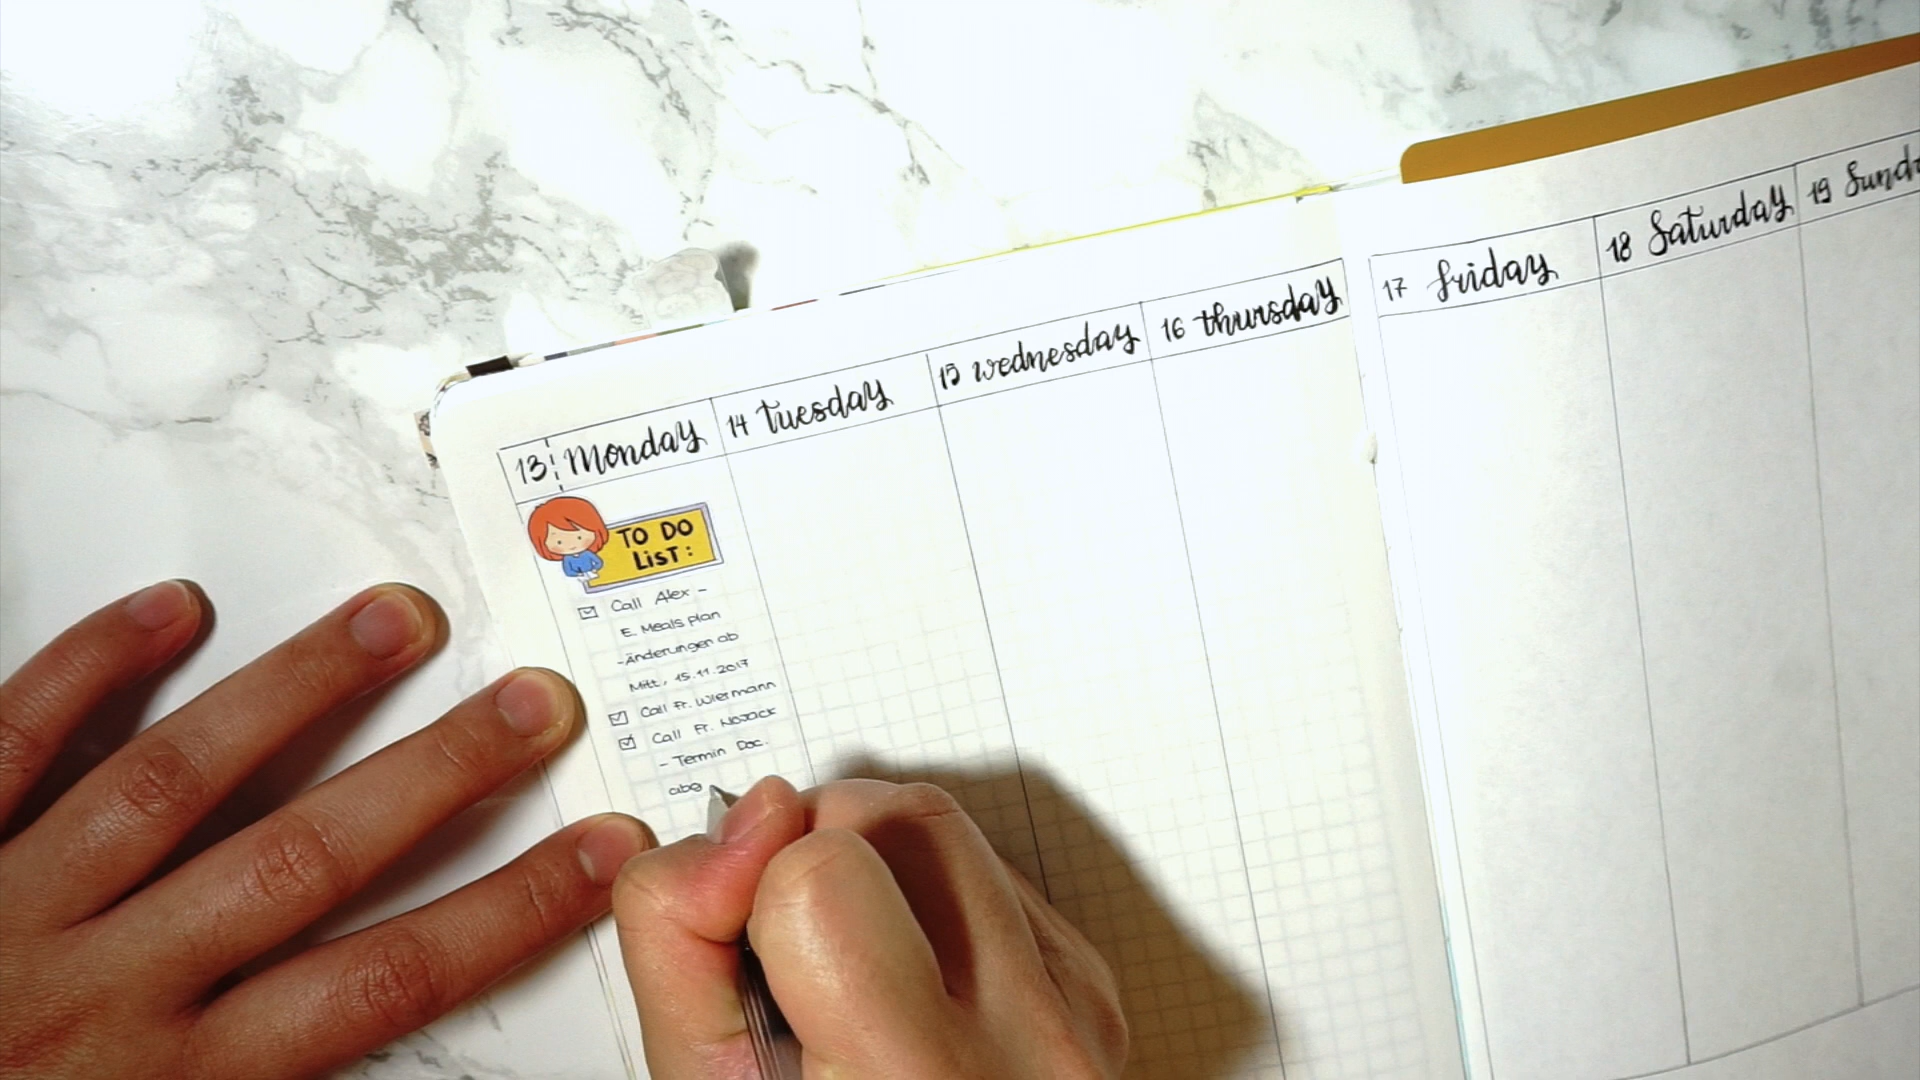 13 Monday
14 Tuesday
15 wednesday
16 thursday
17 friday
18 Saturday
19 Sund
TO DO
LiST:
Call Alex -
E. Meals plan
-Änderungen ab
Mitt, 15.11.2017
Call Fr. Wiermann
Call Fr. Nojack
- Termin Doc.
abg